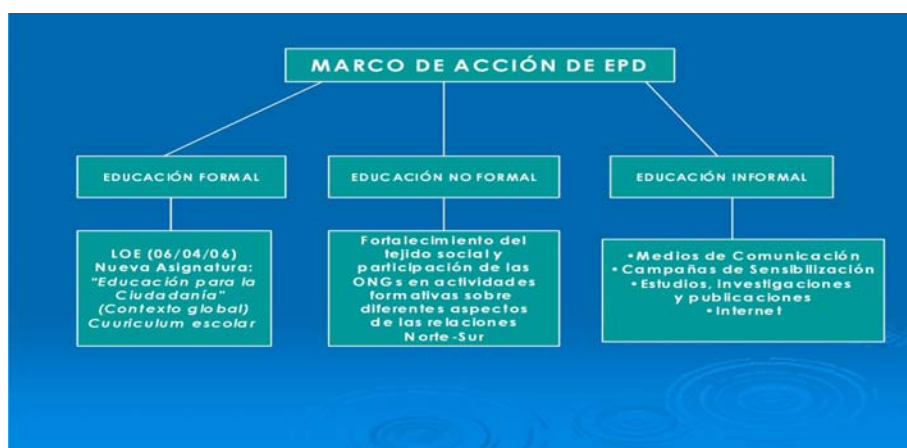 MARCO DE ACCIÓN DE EPD
EDUCACIÓN FORMAL
EDUCACIÓN NO FORMAL
EDUCACIÓN INFORMAL
LOE (06/04/06)
Nueva Asignatura:
"Educación para la
Ciudadanía"
(Contexto global)
Cuuriculum escolar
Fortalecimiento del
tejido social y
participación de las
ONGs en actividades
formativas sobre
diferentes aspectos
de las relaciones
Norte-Sur
•Medios de Comunicación
•Campañas de Sensibilización
•Estudios, investigaciones
y publicaciones
•Internet